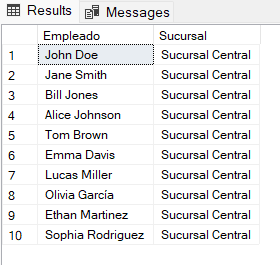 Results Messages
Empleado Sucursal
1 John Doe Sucursal Central
2 Jane Smith Sucursal Central
3 Bill Jones Sucursal Central
4 Alice Johnson Sucursal Central
5 Tom Brown Sucursal Central
6 Emma Davis Sucursal Central
7 Lucas Miller Sucursal Central
8 Olivia García Sucursal Central
9 Ethan Martinez Sucursal Central
10 Sophia Rodriguez Sucursal Central